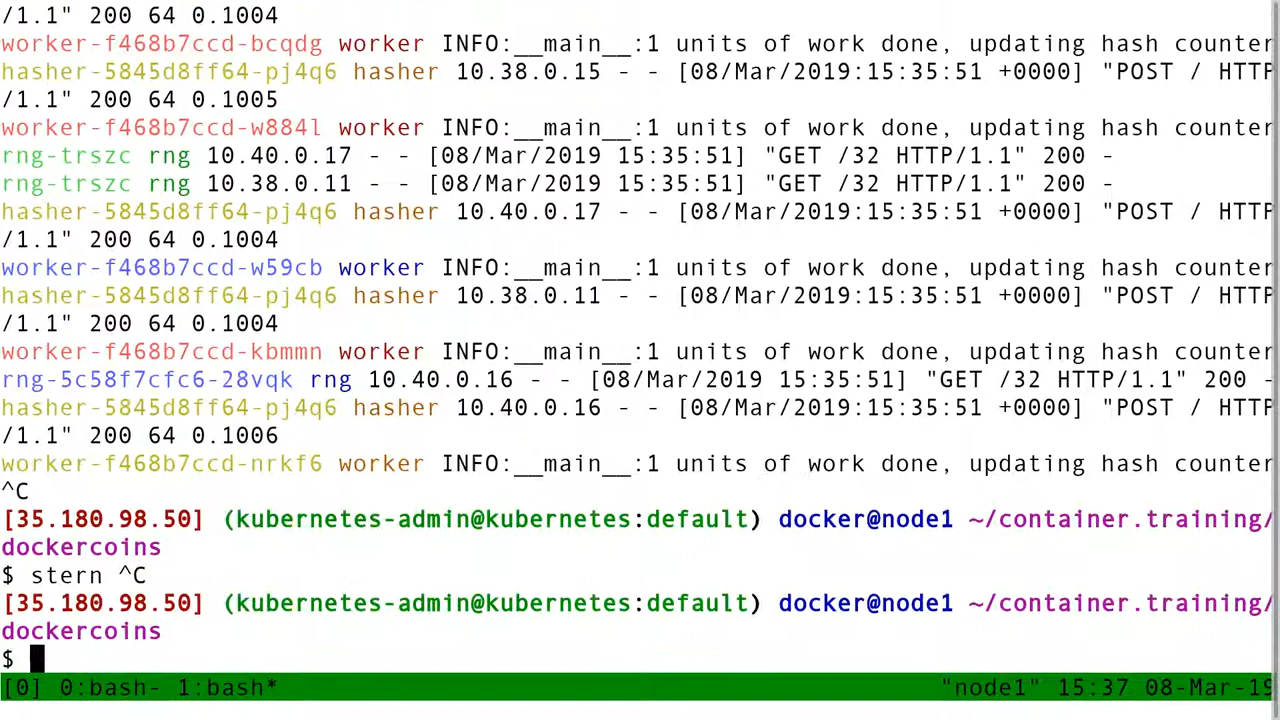 /1.1" 200 64 0.1004
worker-f468b7ccd-bcqdg worker INFO:__main__:1 units of work done, updating hash counter
hasher-5845d8ff64-pj4q6 hasher 10.38.0.15 - - [08/Mar/2019:15:35:51 +0000] "POST / HTTP
/1.1" 200 64 0.1005
worker-f468b7ccd-w884l worker INFO:__main__:1 units of work done, updating hash counter
rng-trszc rng 10.40.0.17 - - [08/Mar/2019 15:35:51] "GET /32 HTTP/1.1" 200 -
rng-trszc rng 10.38.0.11 - - [08/Mar/2019 15:35:51] "GET /32 HTTP/1.1" 200 -
hasher-5845d8ff64-pj4q6 hasher 10.40.0.17 - - [08/Mar/2019:15:35:51 +0000] "POST / HTTP
/1.1" 200 64 0.1004
worker-f468b7ccd-w59cb worker INFO:__main__:1 units of work done, updating hash counter
hasher-5845d8ff64-pj4q6 hasher 10.38.0.11 - - [08/Mar/2019:15:35:51 +0000] "POST / HTTP
/1.1" 200 64 0.1004
worker-f468b7ccd-kbmmn worker INFO:__main__:1 units of work done, updating hash counter
rng-5c58f7cfc6-28vqk rng 10.40.0.16 - - [08/Mar/2019 15:35:51] "GET /32 HTTP/1.1" 200 -
hasher-5845d8ff64-pj4q6 hasher 10.40.0.16 - - [08/Mar/2019:15:35:51 +0000] "POST / HTTP
/1.1" 200 64 0.1006
worker-f468b7ccd-nrkf6 worker INFO:__main__:1 units of work done, updating hash counter
^C
[35.180.98.50] (kubernetes-admin@kubernetes:default) docker@node1 ~/container.training/
dockercoins
$ stern ^C
[35.180.98.50] (kubernetes-admin@kubernetes:default) docker@node1 ~/container.training/
dockercoins
$
[0] 0:bash- 1:bash* "node1" 15:37 08-Mar-19